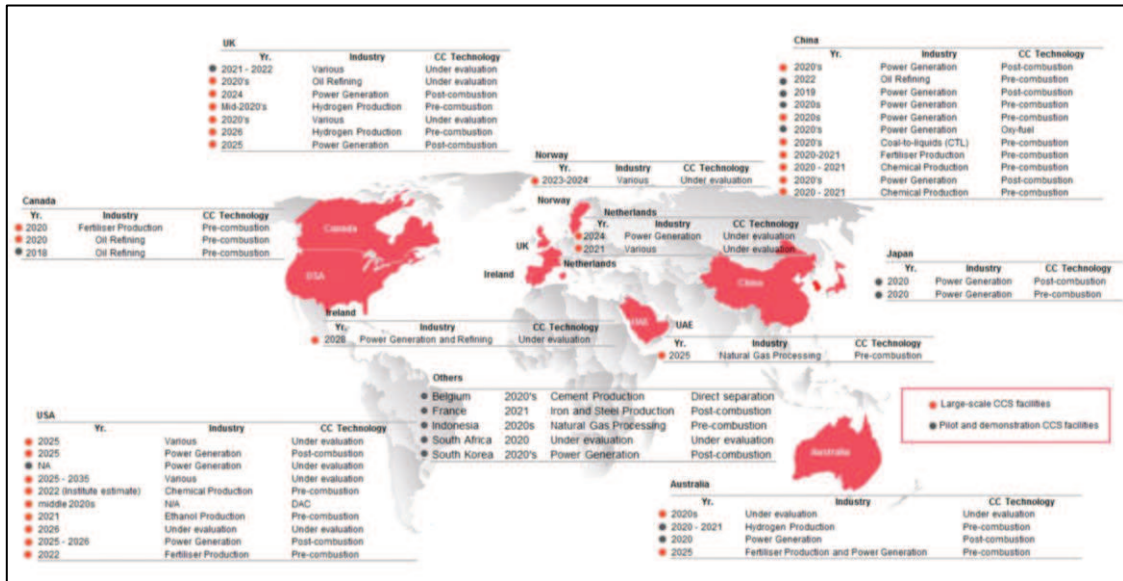 UK
Yr. Industry CC Technology
2021 - 2022 Various Under evaluation
2020's Oil Refining Under evaluation
2024 Power Generation Post-combustion
Mid-2020's Hydrogen Production Pre-combustion
2020's Various Under evaluation
2026 Hydrogen Production Pre-combustion
2025 Power Generation Post-combustion
China
Yr. Industry CC Technology
2020's Power Generation Post-combustion
2022 Oil Refining Pre-combustion
2019 Power Generation Post-combustion
2020s Power Generation Pre-combustion
2020s Power Generation Pre-combustion
2020's Power Generation Oxy-fuel
2020's Coal-to-liquids (CTL) Pre-combustion
2020-2021 Fertiliser Production Pre-combustion
2020 - 2021 Chemical Production Pre-combustion
2020's Power Generation Post-combustion
2020 - 2021 Chemical Production Pre-combustion
Norway
Yr. Industry CC Technology
2023-2024 Various Under evaluation
Canada
Yr. Industry CC Technology
2020 Fertiliser Production Pre-combustion
2020 Oil Refining Pre-combustion
2018 Oil Refining Pre-combustion
Netherlands
Yr. Industry CC Technology
2024 Power Generation Under evaluation
2021 Various Under evaluation
Canada
USA
Norway
UK
Netherlands
Ireland
China
UAE
Australia
Japan
Yr. Industry CC Technology
2020 Power Generation Post-combustion
2020 Power Generation Pre-combustion
Ireland
Yr. Industry CC Technology
2028 Power Generation and Refining Under evaluation
UAE
Yr. Industry CC Technology
2025 Natural Gas Processing Pre-combustion
Others
Belgium 2020's Cement Production Direct separation
France 2021 Iron and Steel Production Post-combustion
Indonesia 2020s Natural Gas Processing Pre-combustion
South Africa 2020 Under evaluation Under evaluation
South Korea 2020's Power Generation Post-combustion
Large-scale CCS facilities
Pilot and demonstration CCS facilities
USA
Yr. Industry CC Technology
2025 Various Under evaluation
2025 Power Generation Post-combustion
NA Power Generation Under evaluation
2025 - 2035 Various Under evaluation
2022 (Institute estimate) Chemical Production Pre-combustion
middle 2020s N/A DAC
2021 Ethanol Production Pre-combustion
2026 Under evaluation Under evaluation
2025 - 2026 Power Generation Post-combustion
2022 Fertiliser Production Pre-combustion
Australia
Yr. Industry CC Technology
2020s Under evaluation Under evaluation
2020 - 2021 Hydrogen Production Pre-combustion
2020 Power Generation Post-combustion
2025 Fertiliser Production and Power Generation Pre-combustion